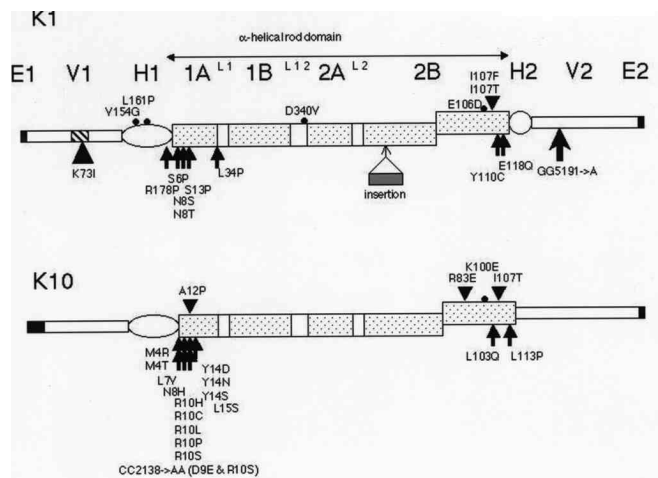 K1
α-helical rod domain
E1 V1 H1 1A L1 1B L12 2A L2 2B H2 V2 E2
I107F
I107T
L161P
V154G
D340V
E106D
K73I
S6P
L34P
R178P S13P
N8S
N8T
E118Q
Y110C
GG5191->A
insertion
K10
K100E
A12P
R83E I107T
M4R
M4T
L7V
N8H
Y14D
Y14N
Y14S
L15S
R10H
R10C
R10L
R10P
R10S
CC2138->AA (D9E & R10S)
L103Q L113P